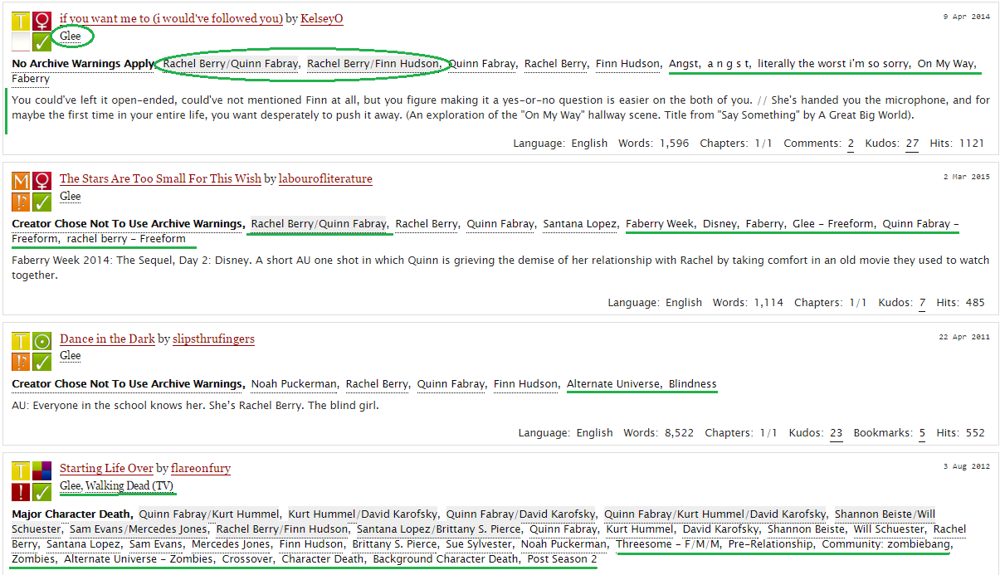 if you want me to (i would've followed you) by KelseyO
9 Apr 2014
Glee
No Archive Warnings Apply, Rachel Berry/Quinn Fabray, Rachel Berry/Finn Hudson, Quinn Fabray, Rachel Berry, Finn Hudson, Angst, a n g s t, literally the worst i'm so sorry, On My Way,
Faberry
You could've left it open-ended, could've not mentioned Finn at all, but you figure making it a yes-or-no question is easier on the both of you. // She's handed you the microphone, and for
maybe the first time in your entire life, you want desperately to push it away. (An exploration of the "On My Way" hallway scene. Title from "Say Something" by A Great Big World).
Language: English Words: 1,596 Chapters: 1/1 Comments: 2 Kudos: 27 Hits: 1121
The Stars Are Too Small For This Wish by labourofliterature
2 Mar 2015
Glee
Creator Chose Not To Use Archive Warnings, Rachel Berry/Quinn Fabray, Rachel Berry, Quinn Fabray, Santana Lopez, Faberry Week, Disney, Faberry, Glee - Freeform, Quinn Fabray -
Freeform, rachel berry - Freeform
Faberry Week 2014: The Sequel, Day 2: Disney. A short AU one shot in which Quinn is grieving the demise of her relationship with Rachel by taking comfort in an old movie they used to watch
together.
Language: English Words: 1,114 Chapters: 1/1 Kudos: 7 Hits: 485
Dance in the Dark by slipsthrufingers
22 Apr 2011
Glee
Creator Chose Not To Use Archive Warnings, Noah Puckerman, Rachel Berry, Quinn Fabray, Finn Hudson, Alternate Universe, Blindness
AU: Everyone in the school knows her. She's Rachel Berry. The blind girl.
Language: English Words: 8,522 Chapters: 1/1 Kudos: 23 Bookmarks: 5 Hits: 552
Starting Life Over by flareonfury
3 Aug 2012
Glee, Walking Dead (TV)
Major Character Death, Quinn Fabray/Kurt Hummel, Kurt Hummel/David Karofsky, Quinn Fabray/David Karofsky, Quinn Fabray/Kurt Hummel/David Karofsky, Shannon Beiste/Will
Schuester, Sam Evans/Mercedes Jones, Rachel Berry/Finn Hudson, Santana Lopez/Brittany S. Pierce, Quinn Fabray, Kurt Hummel, David Karofsky, Shannon Beiste, Will Schuester, Rachel
Berry, Santana Lopez, Sam Evans, Mercedes Jones, Finn Hudson, Brittany S. Pierce, Sue Sylvester, Noah Puckerman, Threesome - F/M/M, Pre-Relationship, Community: zombiebang,
Zombies, Alternate Universe - Zombies, Crossover, Character Death, Background Character Death, Post Season 2